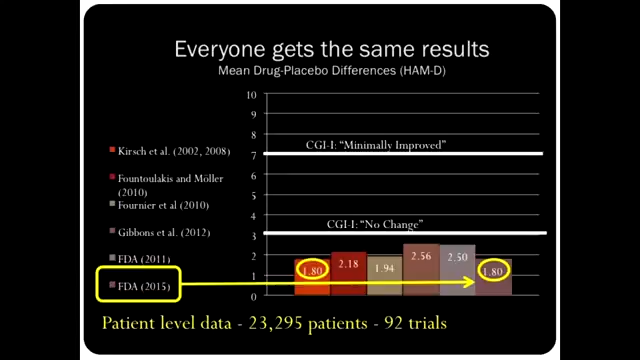 Everyone gets the same results
Mean Drug-Placebo Differences (HAM-D)
10
9
8
7
6
5
4
3
2
1
0
CGI-I: “Minimally Improved”
CGI-I: “No Change”
Kirsch et al. (2002, 2008)
Fountoulakis and Möller
(2010)
Fournier et al (2010)
Gibbons et al. (2012)
FDA (2011)
FDA (2015)
1.80
2.18
1.94
2.56
2.50
1.80
Patient level data - 23,295 patients - 92 trials